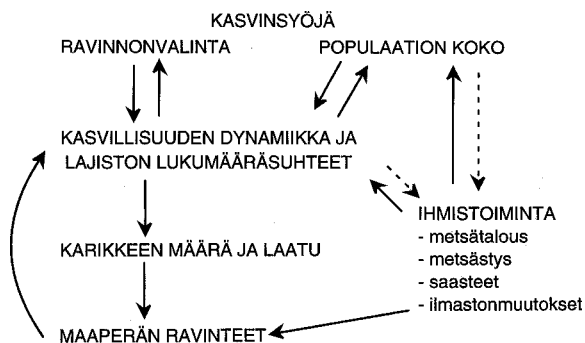 KASVINSYÖJÄ
RAVINNONVALINTA
POPULAATION KOKO
KASVILLISUUDEN DYNAMIIKKA JA
LAJISTON LUKUMÄÄRÄSUHTEET
IHMISTOIMINTA
- metsätalous
- metsästys
- saasteet
- ilmastonmuutokset
KARIKKEEN MÄÄRÄ JA LAATU
MAAPERÄN RAVINTEET